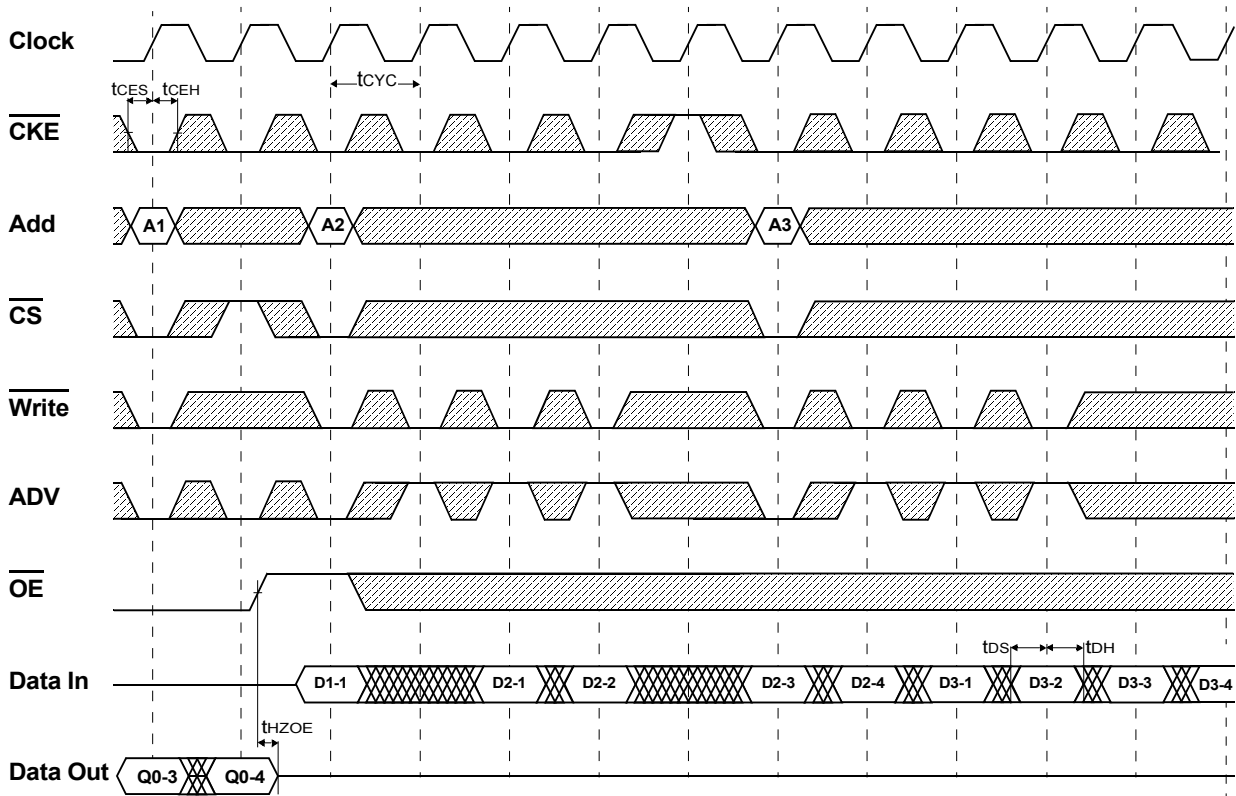 Clock
tCES tCEH tCYC
CKE
Add A1 A2 A3
CS
Write
ADV
OE
tDS tDH
Data In D1-1 D2-1 D2-2 D2-3 D2-4 D3-1 D3-2 D3-3 D3-4
tHZOE
Data Out Q0-3 Q0-4